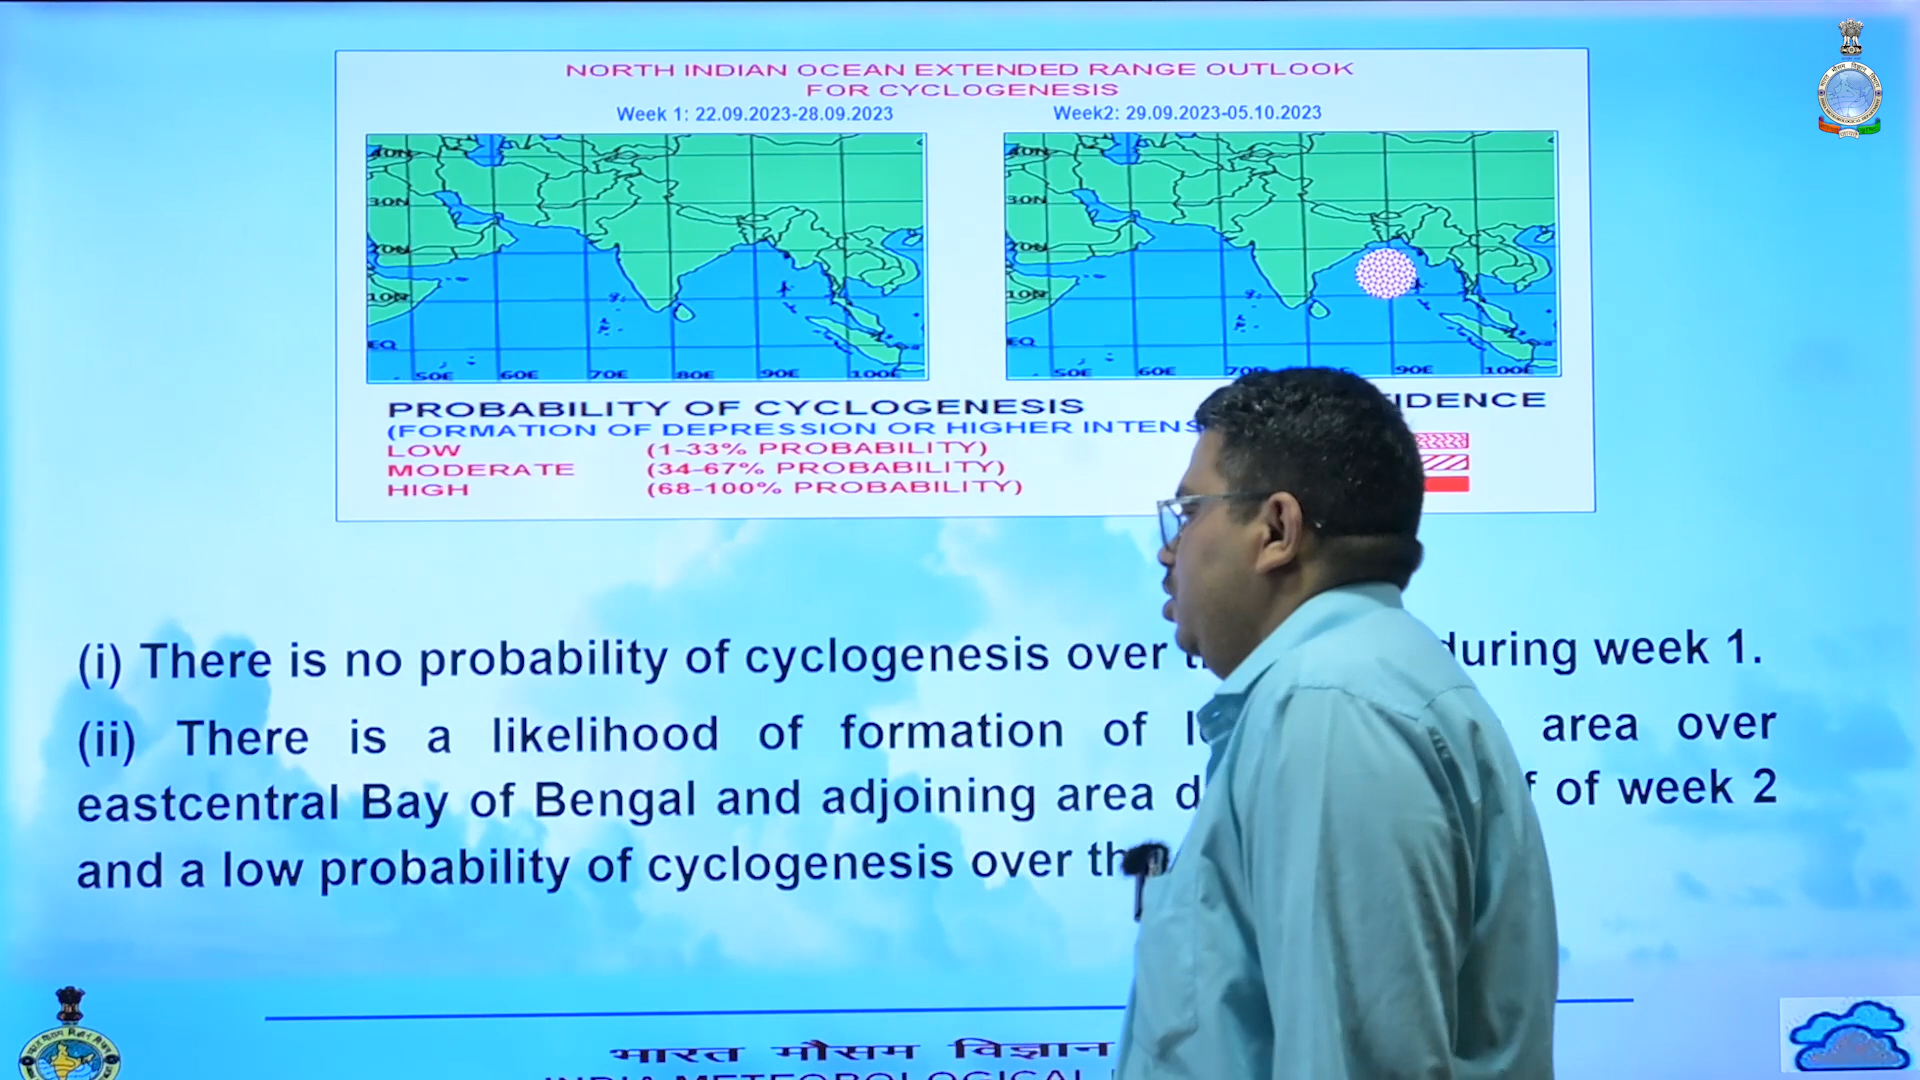 NORTH INDIAN OCEAN EXTENDED RANGE OUTLOOK
FOR CYCLOGENESIS
Week 1: 22.09.2023-28.09.2023
Week2: 29.09.2023-05.10.2023
40N
30N
20N
10N
EQ
50E 60E 70E 80E 90E 100E
40N
30N
20N
10N
EQ
50E 60E 70E 90E 100E
PROBABILITY OF CYCLOGENESIS
(FORMATION OF DEPRESSION OR HIGHER
LOW (1-33% PROBABILITY)
MODERATE (34-67% PROBABILITY)
HIGH (68-100% PROBABILITY)
(i) There is no probability of cyclogenesis over during week 1.
(ii) There is a likelihood of formation of area over
eastcentral Bay of Bengal and adjoining area of week 2
and a low probability of cyclogenesis over
भारत मौसम विज्ञान
INDIA METEOROLOGICAL